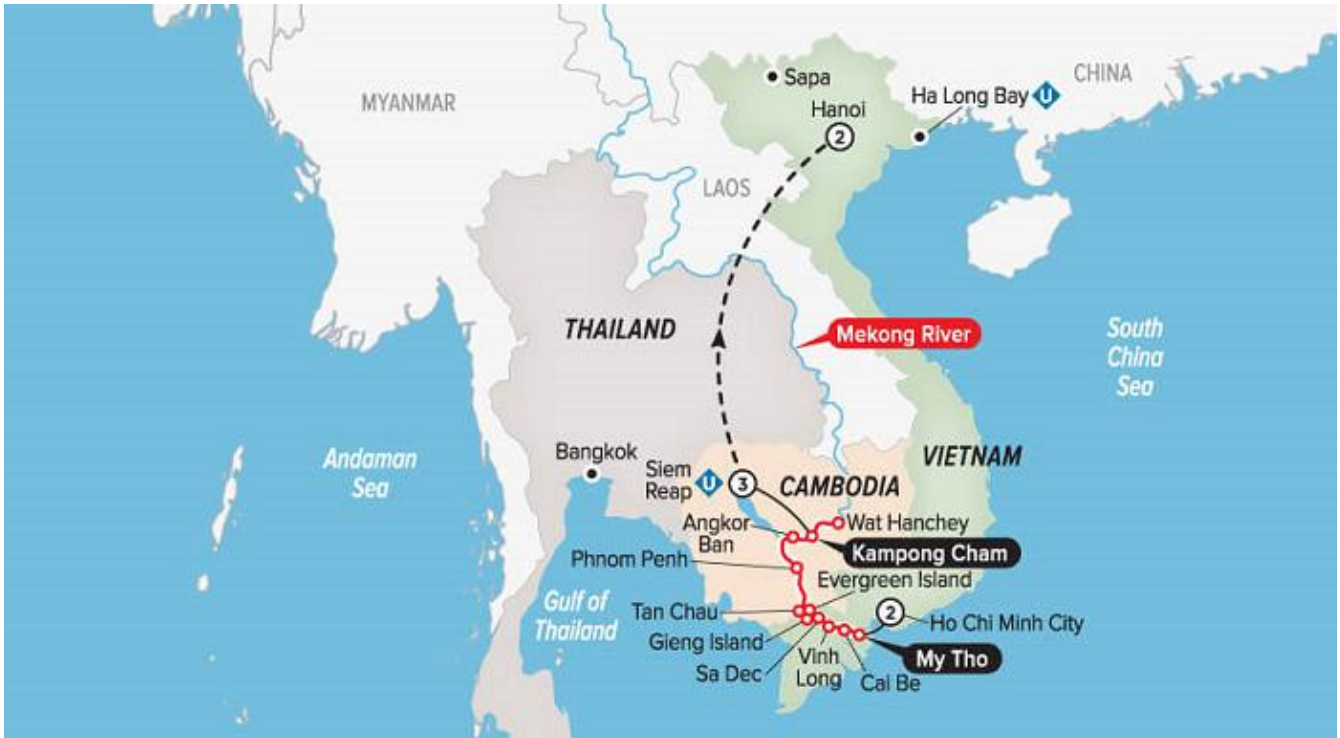 Sapa
CHINA
Ha Long Bay U
MYANMAR
Hanoi
2
LAOS
THAILAND
Mekong River
South
China
Sea
Andaman
Sea
Bangkok
Siem
Reap
U
3
CAMBODIA
VIETNAM
Angkor
Ban
Wat Hanchey
Kampong Cham
Phnom Penh
Evergreen Island
Gulf of
Thailand
Tan Chau
2
Ho Chi Minh City
Gieng Island
Sa Dec
Vinh
Long
Cai Be
My Tho